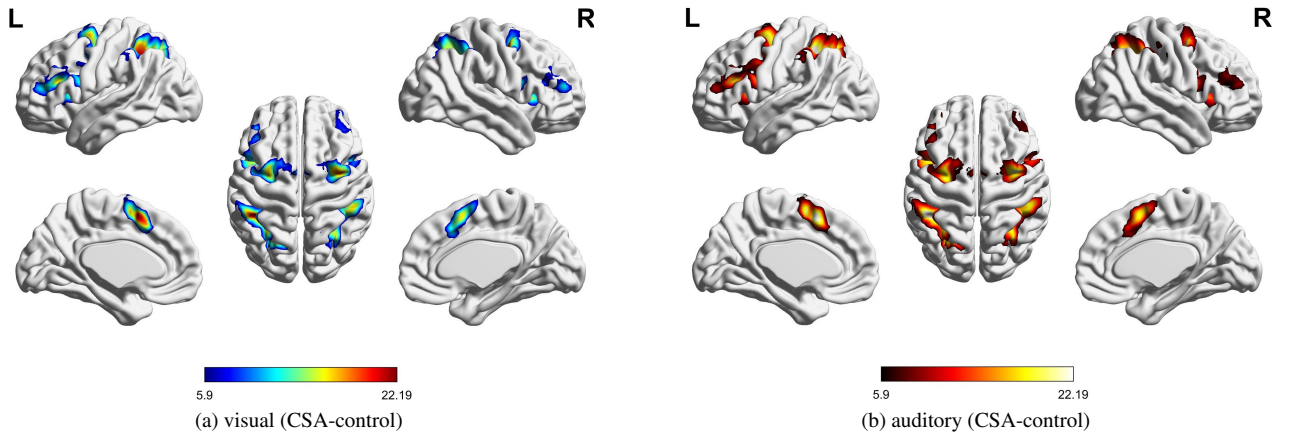 L R L R
5.9 22.19 5.9 22.19
(a) visual (CSA-control) (b) auditory (CSA-control)